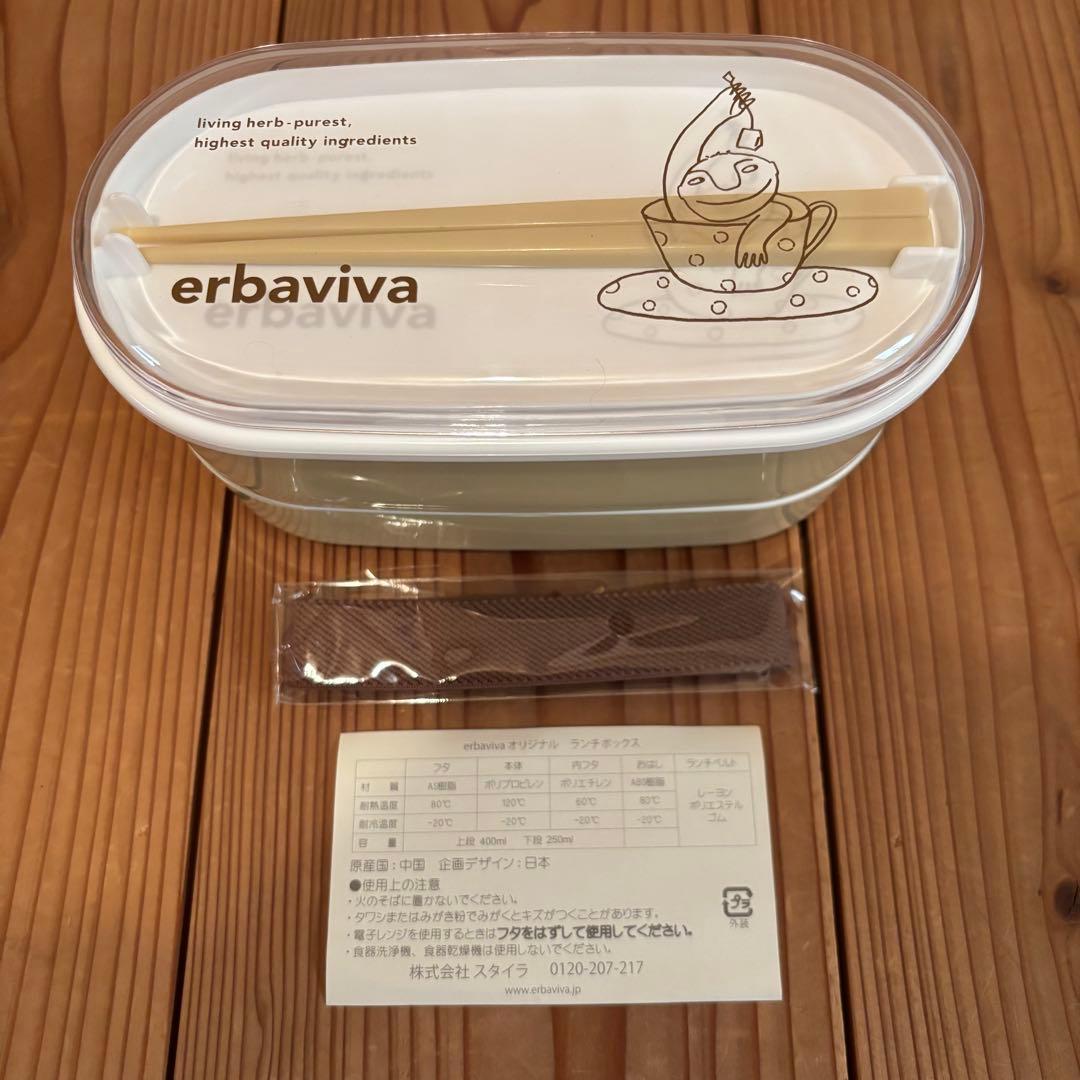 living herb-purest,
highest quality ingredients
erbaviva
erbavivaオリジナル ランチボックス
フタ 本体 内フタ おはし ランチベルト
材質 AS樹脂 ポリプロピレン ポリエチレン ABS樹脂 レーヨン ポリエステル ゴム
耐熱温度 80℃ 120℃ 60℃ 80℃
耐冷温度 -20℃ -20℃ -20℃ -20℃
容量 上段 400ml 下段 250ml
原産国:中国 企画デザイン:日本
●使用上の注意
・火のそばに置かないでください。
・タワシまたはみがき粉でみがくとキズがつくことがあります。
・電子レンジを使用するときはフタをはずして使用してください。
・食器洗浄機、食器乾燥機は使用しないでください。
プラ
外装
株式会社 スタイラ 0120-207-217
www.erbaviva.jp